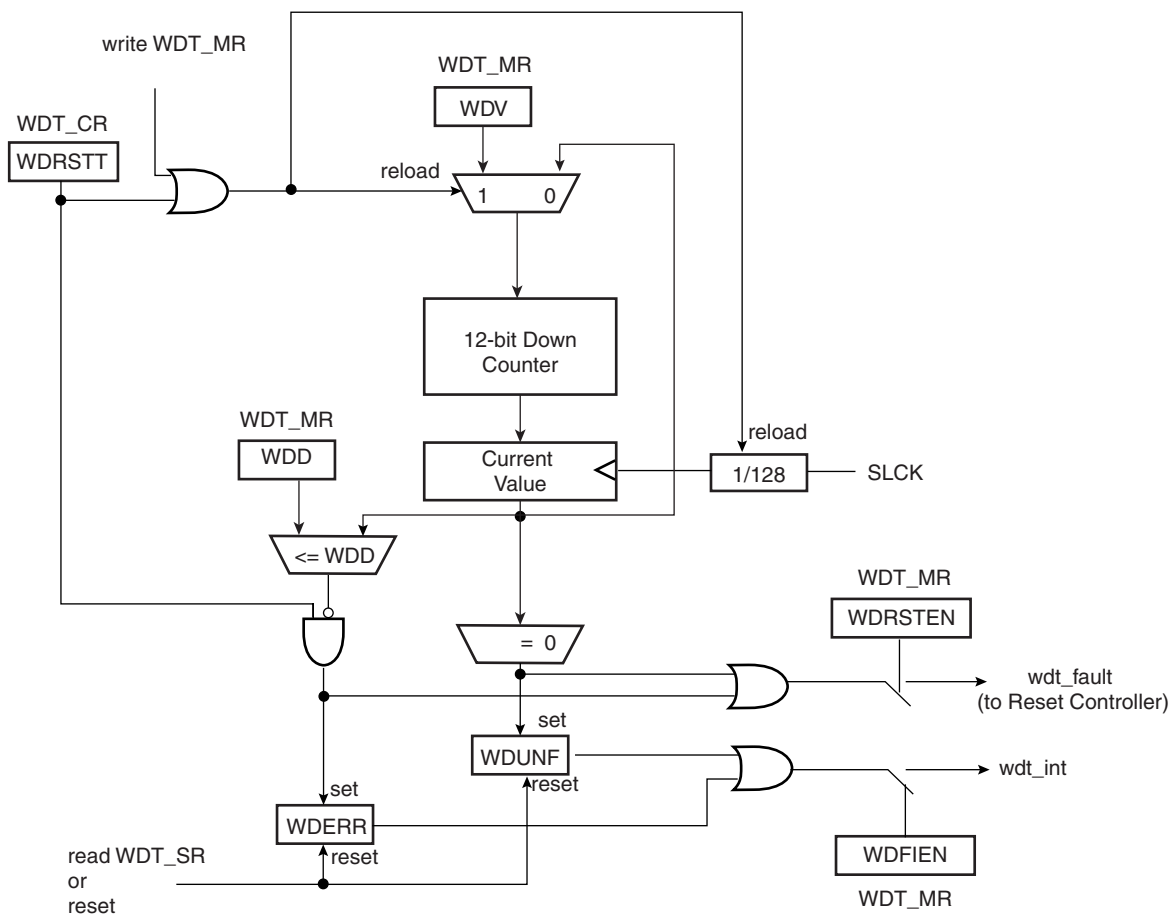 write WDT_MR
WDT_MR
WDV
WDT_CR
WDRSTT
reload
1 0
12-bit Down
Counter
WDT_MR
WDD
Current
Value
reload
1/128
SLCK
<= WDD
WDT_MR
WDRSTEN
= 0
wdt_fault
(to Reset Controller)
set
WDUNF
reset
wdt_int
set
WDERR
reset
WDFIEN
WDT_MR
read WDT_SR
or
reset